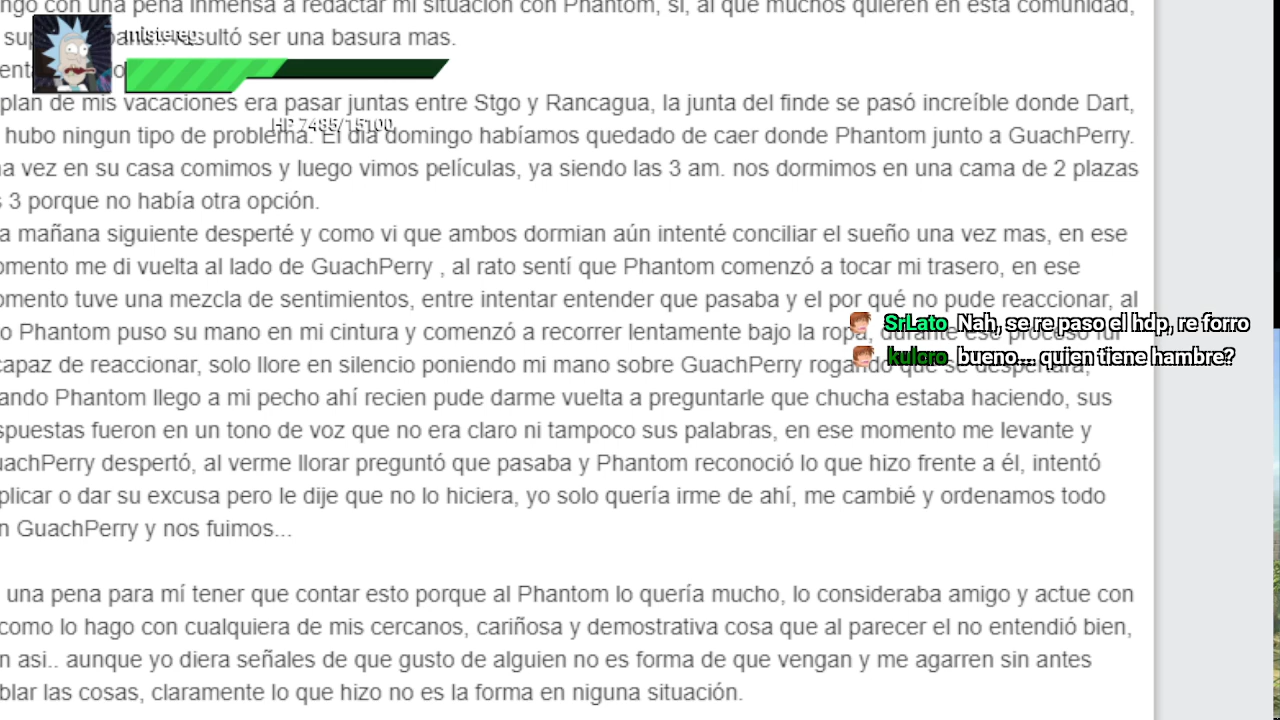 ngo con una pena inmensa a redactar mi situación con Phantom, si, al que muchos quieren en esta comunidad,
resultó ser una basura mas.
misterea
plan de mis vacaciones era pasar juntas entre Stgo y Rancagua, la junta del finde se pasó increíble donde Dart,
HP 7485/15100
hubo ningun tipo de problema. El dia domingo habíamos quedado de caer donde Phantom junto a GuachPerry.
a vez en su casa comimos y luego vimos películas, ya siendo las 3 am. nos dormimos en una cama de 2 plazas
s 3 porque no había otra opción.
a mañana siguiente desperté y como vi que ambos dormian aún intenté conciliar el sueño una vez mas, en ese
omento me di vuelta al lado de GuachPerry , al rato sentí que Phantom comenzó a tocar mi trasero, en ese
omento tuve una mezcla de sentimientos, entre intentar entender que pasaba y el por qué no pude reaccionar, al
o Phantom puso su mano en mi cintura y comenzó a recorrer lentamente bajo la ropa, durante ese proceso fui
SrLato Nah, se re paso el hdp, re forro
capaz de reaccionar, solo llore en silencio poniendo mi mano sobre GuachPerry rogando que se despertara,
kulcro bueno... quien tiene hambre?
ando Phantom llego a mi pecho ahí recien pude darme vuelta a preguntarle que chucha estaba haciendo, sus
spuestas fueron en un tono de voz que no era claro ni tampoco sus palabras, en ese momento me levante y
uachPerry despertó, al verme llorar preguntó que pasaba y Phantom reconoció lo que hizo frente a él, intentó
plicar o dar su excusa pero le dije que no lo hiciera, yo solo quería irme de ahí, me cambié y ordenamos todo
n GuachPerry y nos fuimos...
una pena para mí tener que contar esto porque al Phantom lo quería mucho, lo consideraba amigo y actue con
como lo hago con cualquiera de mis cercanos, cariñosa y demostrativa cosa que al parecer el no entendió bien,
n asi.. aunque yo diera señales de que gusto de alguien no es forma de que vengan y me agarren sin antes
blar las cosas, claramente lo que hizo no es la forma en niguna situación.